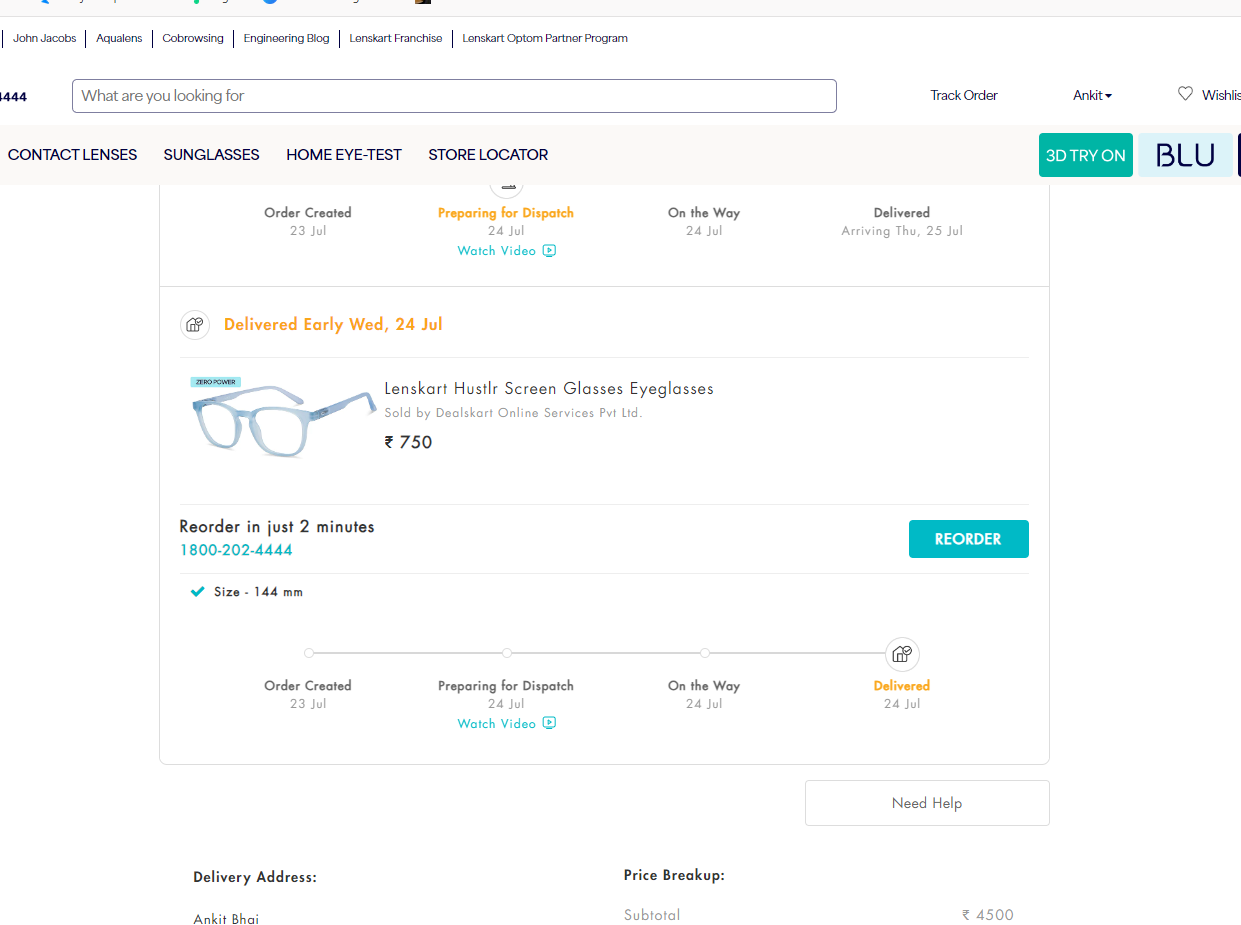 John Jacobs Aqualens Cobrowsing Engineering Blog Lenskart Franchise Lenskart Optom Partner Program
4444 What are you looking for Track Order Ankit Wishlis
CONTACT LENSES SUNGLASSES HOME EYE-TEST STORE LOCATOR 3D TRY ON BLU
Order Created Preparing for Dispatch On the Way Delivered
23 Jul 24 Jul 24 Jul Arriving Thu, 25 Jul
Watch Video
Delivered Early Wed, 24 Jul
ZERO POWER
Lenskart Hustlr Screen Glasses Eyeglasses
Sold by Dealskart Online Services Pvt Ltd.
₹ 750
Reorder in just 2 minutes
1800-202-4444
REORDER
Size - 144 mm
Order Created Preparing for Dispatch On the Way Delivered
23 Jul 24 Jul 24 Jul 24 Jul
Watch Video
Need Help
Delivery Address:
Ankit Bhai
Price Breakup:
Subtotal ₹ 4500